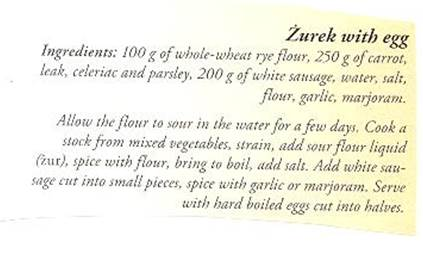 Żurek with egg
Ingredients: 100 g of whole-wheat rye flour, 250 g of carrot,
leak, celeriac and parsley, 200 g of white sausage, water, salt,
flour, garlic, marjoram.
Allow the flour to sour in the water for a few days. Cook a
stock from mixed vegetables, strain, add sour flour liquid
(żur), spice with flour, bring to boil, add salt. Add white sau-
sage cut into small pieces, spice with garlic or marjoram. Serve
with hard boiled eggs cut into halves.